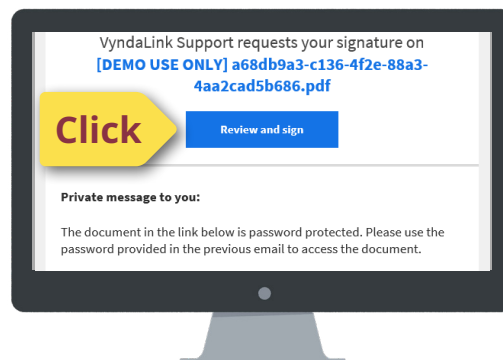 VyndaLink Support requests your signature on
[DEMO USE ONLY] a68db9a3-c136-4f2e-88a3-
4aa2cad5b686.pdf
Click
Review and sign
Private message to you:
The document in the link below is password protected. Please use the
password provided in the previous email to access the document.